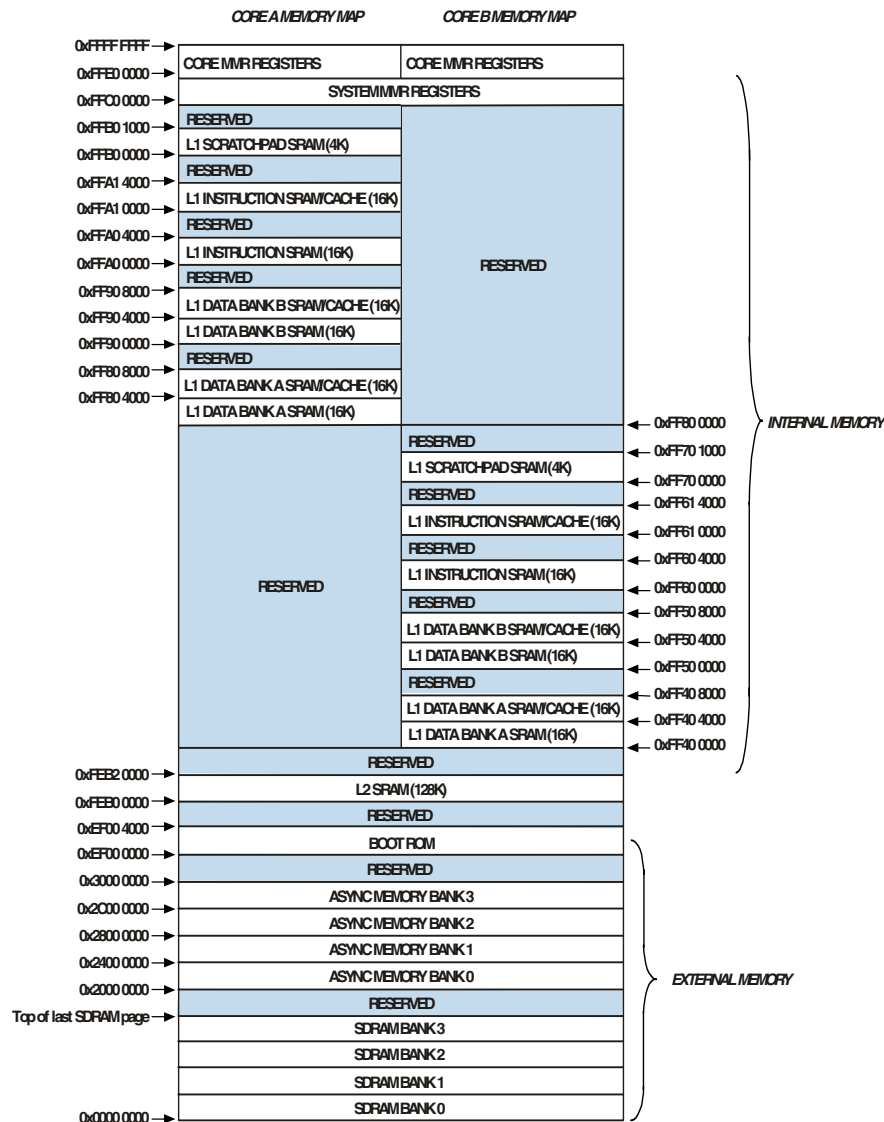 CORE A MEMORY MAP CORE B MEMORY MAP
0xFFFF FFFF
CORE MMR REGISTERS CORE MMR REGISTERS
0xFFE0 0000
SYSTEM MMR REGISTERS
0xFFC0 0000
RESERVED
0xFFB0 1000
L1 SCRATCHPAD SRAM (4K)
0xFFB0 0000
RESERVED
0xFFA1 4000
L1 INSTRUCTION SRAM/CACHE (16K)
0xFFA1 0000
RESERVED
0xFFA0 4000
L1 INSTRUCTION SRAM (16K)
RESERVED
0xFFA0 0000
RESERVED
0xFF90 8000
L1 DATA BANK B SRAM/CACHE (16K)
0xFF90 4000
L1 DATA BANK B SRAM (16K)
0xFF90 0000
RESERVED
0xFF80 8000
L1 DATA BANK A SRAM/CACHE (16K)
0xFF80 4000
L1 DATA BANK A SRAM (16K)
0xFF80 0000
INTERNAL MEMORY
RESERVED
0xFF70 1000
L1 SCRATCHPAD SRAM (4K)
0xFF70 0000
RESERVED
0xFF61 4000
L1 INSTRUCTION SRAM/CACHE (16K)
0xFF61 0000
RESERVED
0xFF60 4000
L1 INSTRUCTION SRAM (16K)
RESERVED
0xFF60 0000
RESERVED
0xFF50 8000
L1 DATA BANK B SRAM/CACHE (16K)
0xFF50 4000
L1 DATA BANK B SRAM (16K)
0xFF50 0000
RESERVED
0xFF40 8000
L1 DATA BANK A SRAM/CACHE (16K)
0xFF40 4000
L1 DATA BANK A SRAM (16K)
0xFF40 0000
RESERVED
0xFEB2 0000
L2 SRAM (128K)
0xFEB0 0000
RESERVED
0xEF00 4000
BOOT ROM
0xEF00 0000
RESERVED
0x3000 0000
ASYNC MEMORY BANK 3
0x2C00 0000
ASYNC MEMORY BANK 2
0x2800 0000
ASYNC MEMORY BANK 1
0x2400 0000
ASYNC MEMORY BANK 0
EXTERNAL MEMORY
0x2000 0000
RESERVED
Top of last SDRAM page
SDRAM BANK 3
SDRAM BANK 2
SDRAM BANK 1
SDRAM BANK 0
0x0000 0000